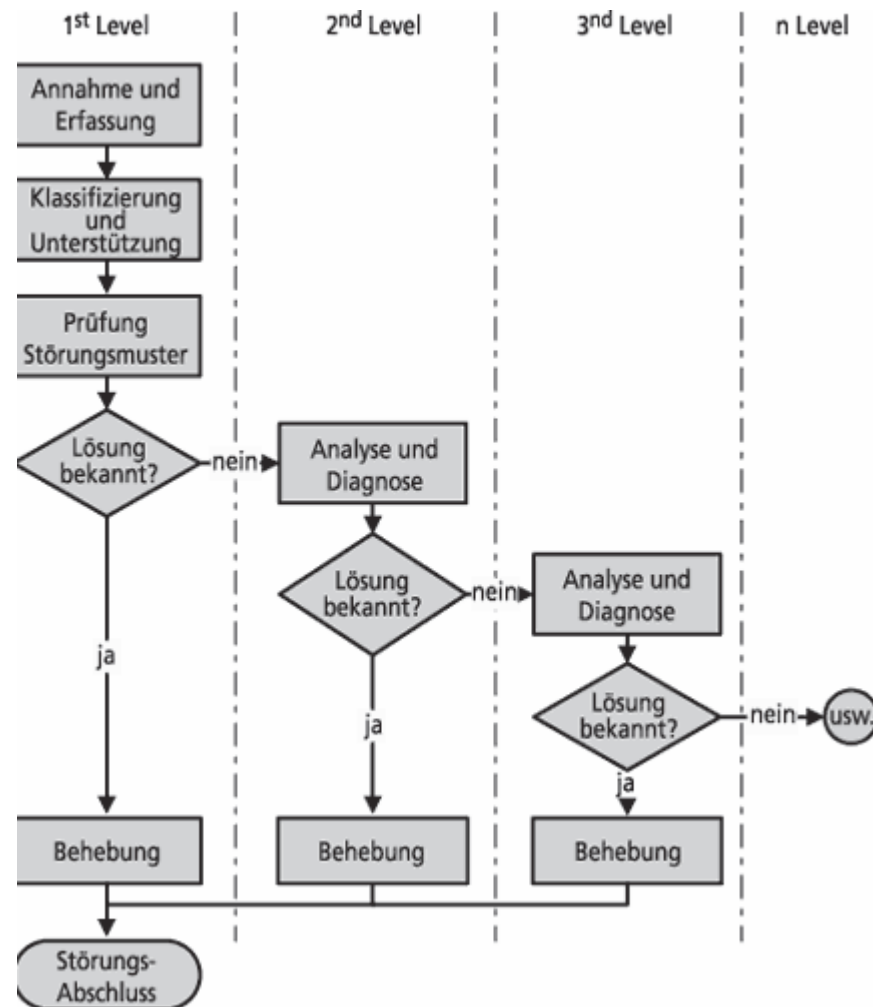 1st Level
2nd Level
3rd Level
n Level
Annahme und
Erfassung
Klassifizierung
und
Unterstützung
Prüfung
Störungsmuster
Lösung
bekannt?
nein
Analyse und
Diagnose
Lösung
bekannt?
nein
Analyse und
Diagnose
ja
Lösung
bekannt?
nein
usw.
ja
ja
Behebung
Behebung
Behebung
Störungs-
Abschluss